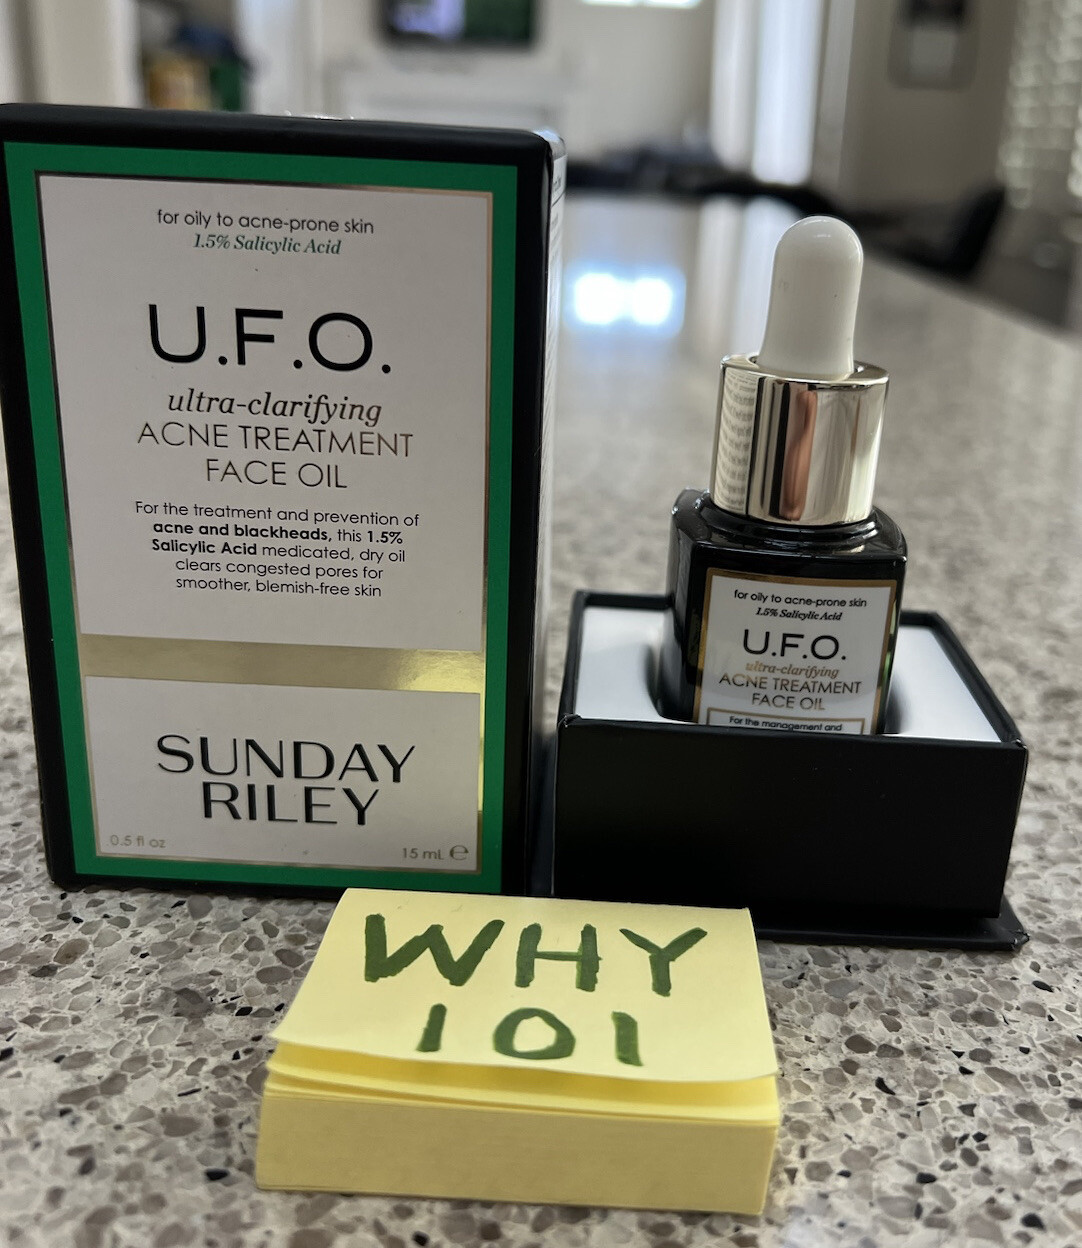 for oily to acne-prone skin
1.5% Salicylic Acid
U.F.O.
ultra-clarifying
ACNE TREATMENT
FACE OIL
For the treatment and prevention of
acne and blackheads, this 1.5%
Salicylic Acid medicated, dry oil
clears congested pores for
smoother, blemish-free skin
SUNDAY
RILEY
0.5 fl oz
15 mL ℮
for oily to acne-prone skin
1.5% Salicylic Acid
U.F.O.
ultra-clarifying
ACNE TREATMENT
FACE OIL
For the management and
WHY
101